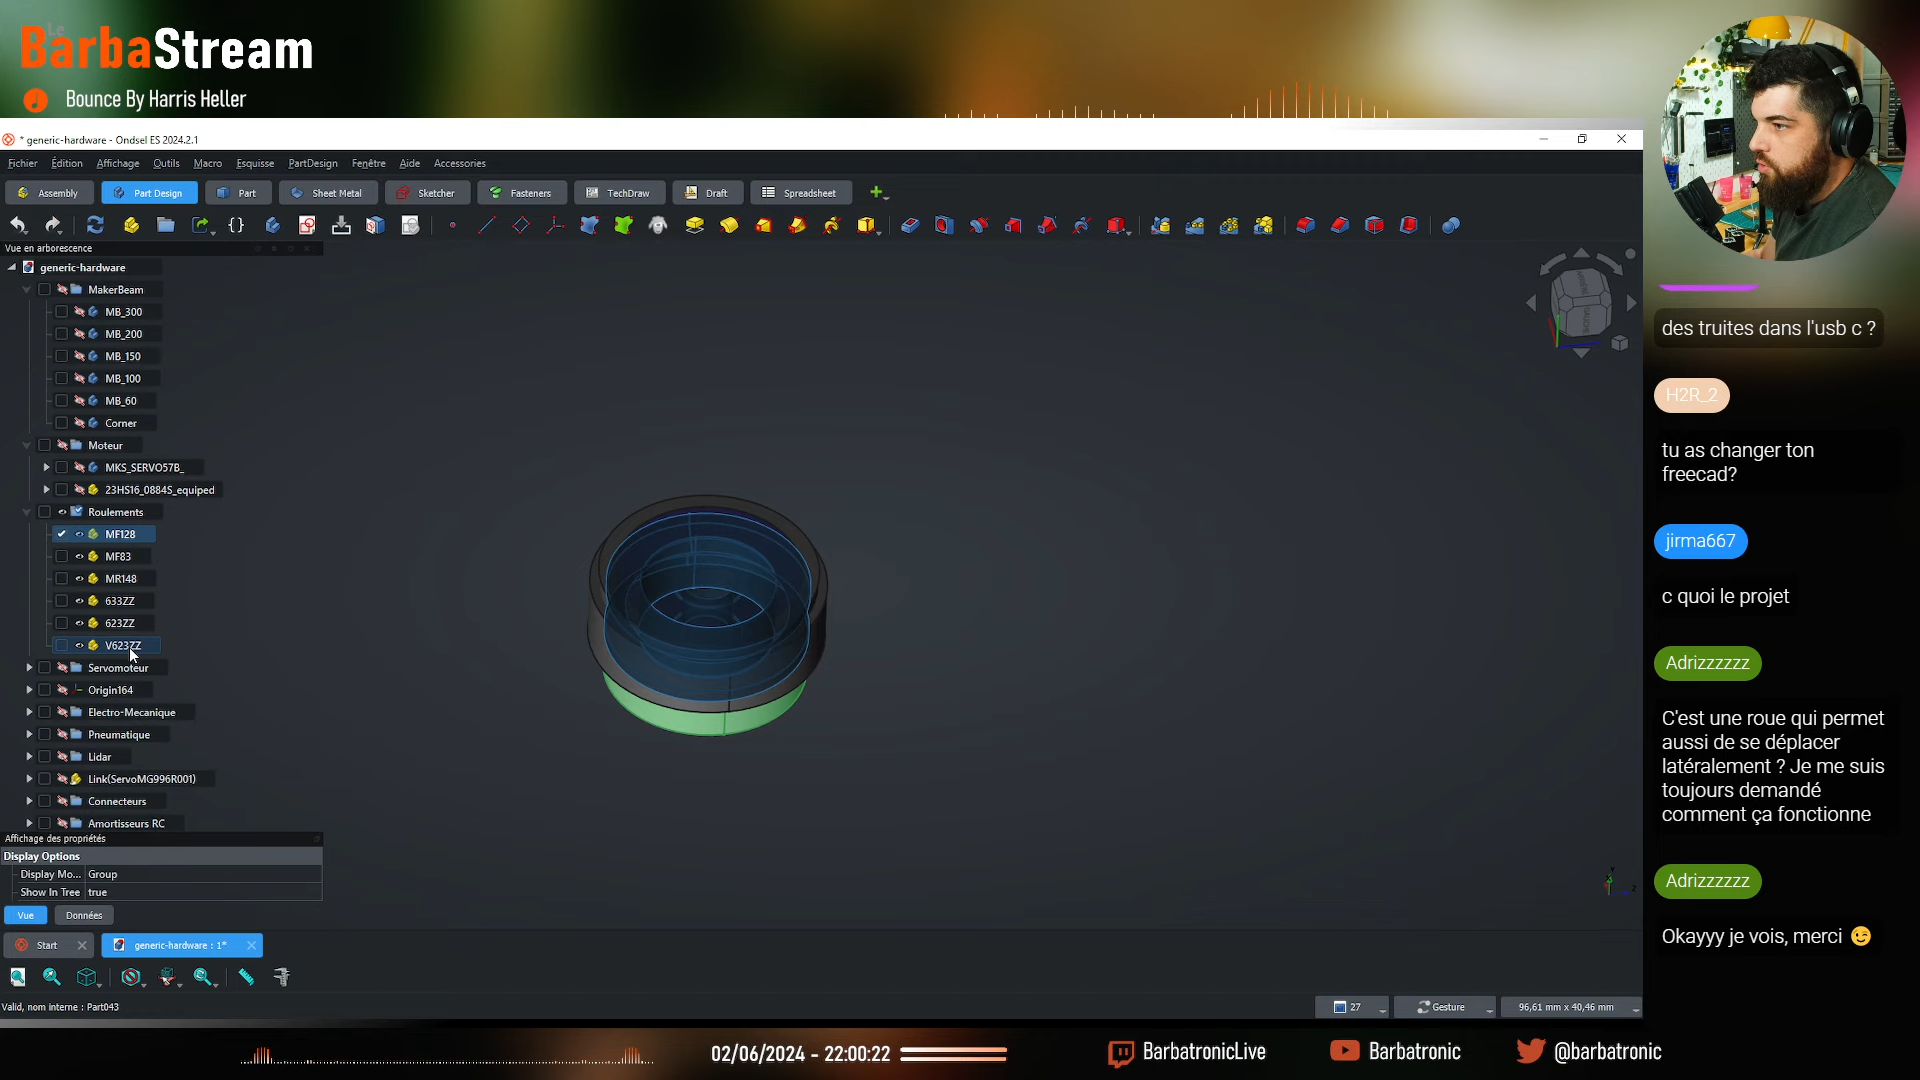 Le
BarbaStream
Bounce By Harris Heller
* generic-hardware - Ondsel ES 2024.2.1
Fichier Édition Affichage Outils Macro Esquisse PartDesign Fenêtre Aide Accessories
Assembly Part Design Part Sheet Metal Sketcher Fasteners TechDraw Draft Spreadsheet
Vue en arborescence
generic-hardware
MakerBeam
MB_300
MB_200
MB_150
MB_100
MB_60
Corner
Moteur
MKS_SERVO57B_
23HS16_0884S_equiped
Roulements
MF128
MF83
MR148
633ZZ
623ZZ
V623ZZ
Servomoteur
Origin164
Electro-Mecanique
Pneumatique
Lidar
Link(ServoMG996R001)
Connecteurs
Amortisseurs RC
Affichage des propriétés
Display Options
Display Mo... Group
Show In Tree true
Vue Données
Start generic-hardware : 1*
Valid, nom interne : Part043
27 Gesture 96,61 mm x 40,46 mm
des truites dans l'usb c ?
H2R_2
tu as changer ton
freecad?
jirma667
c quoi le projet
Adrizzzzzz
C'est une roue qui permet
aussi de se déplacer
latéralement ? Je me suis
toujours demandé
comment ça fonctionne
Adrizzzzzz
Okayyy je vois, merci 😉
02/06/2024 - 22:00:22
BarbatronicLive
Barbatronic
@barbatronic